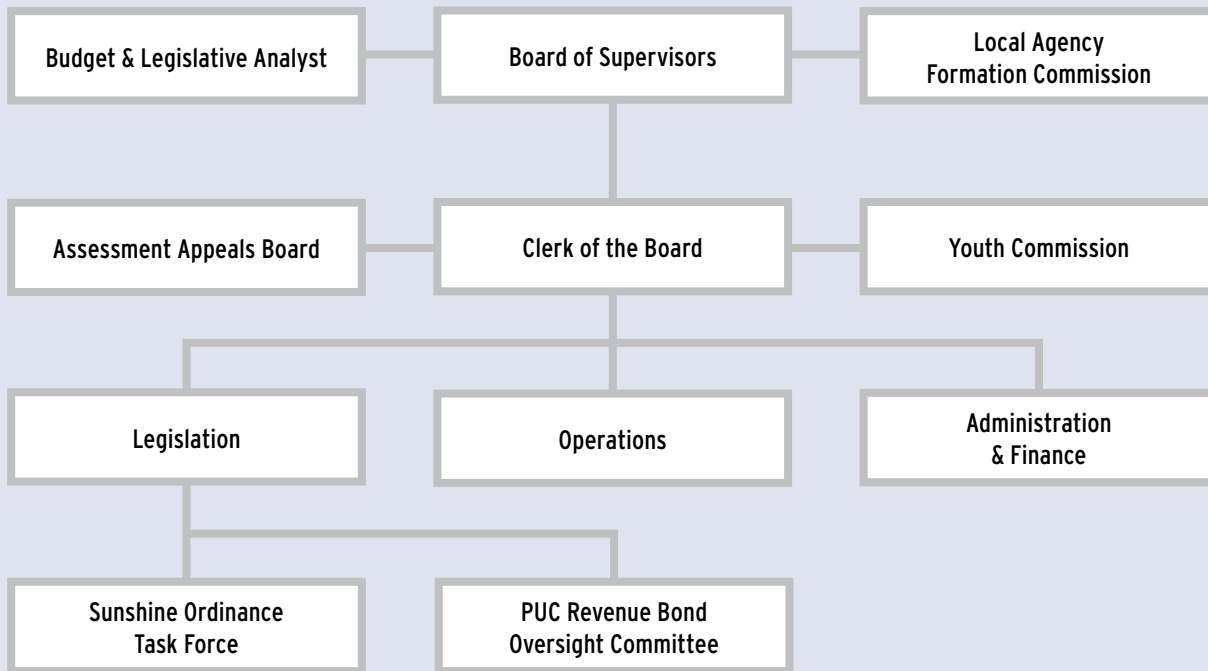 Budget & Legislative Analyst
Board of Supervisors
Local Agency
Formation Commission
Assessment Appeals Board
Clerk of the Board
Youth Commission
Legislation
Operations
Administration
& Finance
Sunshine Ordinance
Task Force
PUC Revenue Bond
Oversight Committee